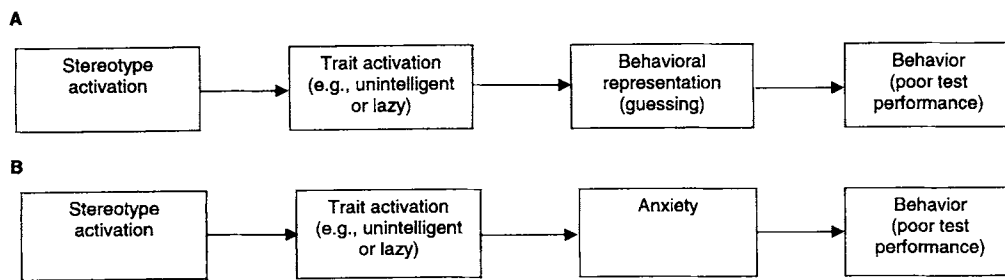 A
Stereotype
activation
Trait activation
(e.g., unintelligent
or lazy)
Behavioral
representation
(guessing)
Behavior
(poor test
performance)
B
Stereotype
activation
Trait activation
(e.g., unintelligent
or lazy)
Anxiety
Behavior
(poor test
performance)